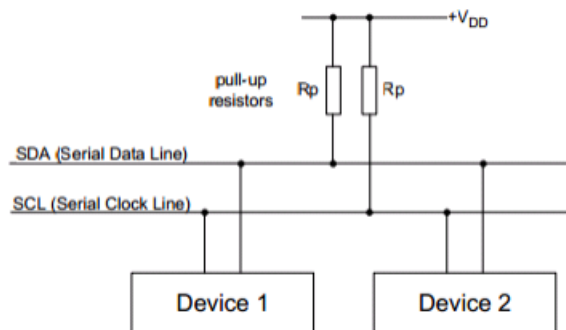 +VDD
pull-up
resistors
Rp
Rp
SDA (Serial Data Line)
SCL (Serial Clock Line)
Device 1
Device 2